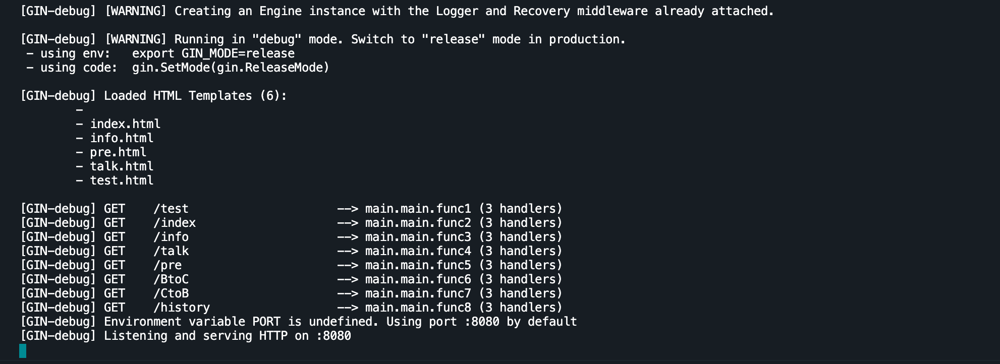 [GIN-debug] [WARNING] Creating an Engine instance with the Logger and Recovery middleware already attached.
[GIN-debug] [WARNING] Running in "debug" mode. Switch to "release" mode in production.
 - using env:   export GIN_MODE=release
 - using code:  gin.SetMode(gin.ReleaseMode)
[GIN-debug] Loaded HTML Templates (6):
        -
        - index.html
        - info.html
        - pre.html
        - talk.html
        - test.html
[GIN-debug] GET    /test                     --> main.main.func1 (3 handlers)
[GIN-debug] GET    /index                    --> main.main.func2 (3 handlers)
[GIN-debug] GET    /info                     --> main.main.func3 (3 handlers)
[GIN-debug] GET    /talk                     --> main.main.func4 (3 handlers)
[GIN-debug] GET    /pre                      --> main.main.func5 (3 handlers)
[GIN-debug] GET    /BtoC                     --> main.main.func6 (3 handlers)
[GIN-debug] GET    /CtoB                     --> main.main.func7 (3 handlers)
[GIN-debug] GET    /history                  --> main.main.func8 (3 handlers)
[GIN-debug] Environment variable PORT is undefined. Using port :8080 by default
[GIN-debug] Listening and serving HTTP on :8080